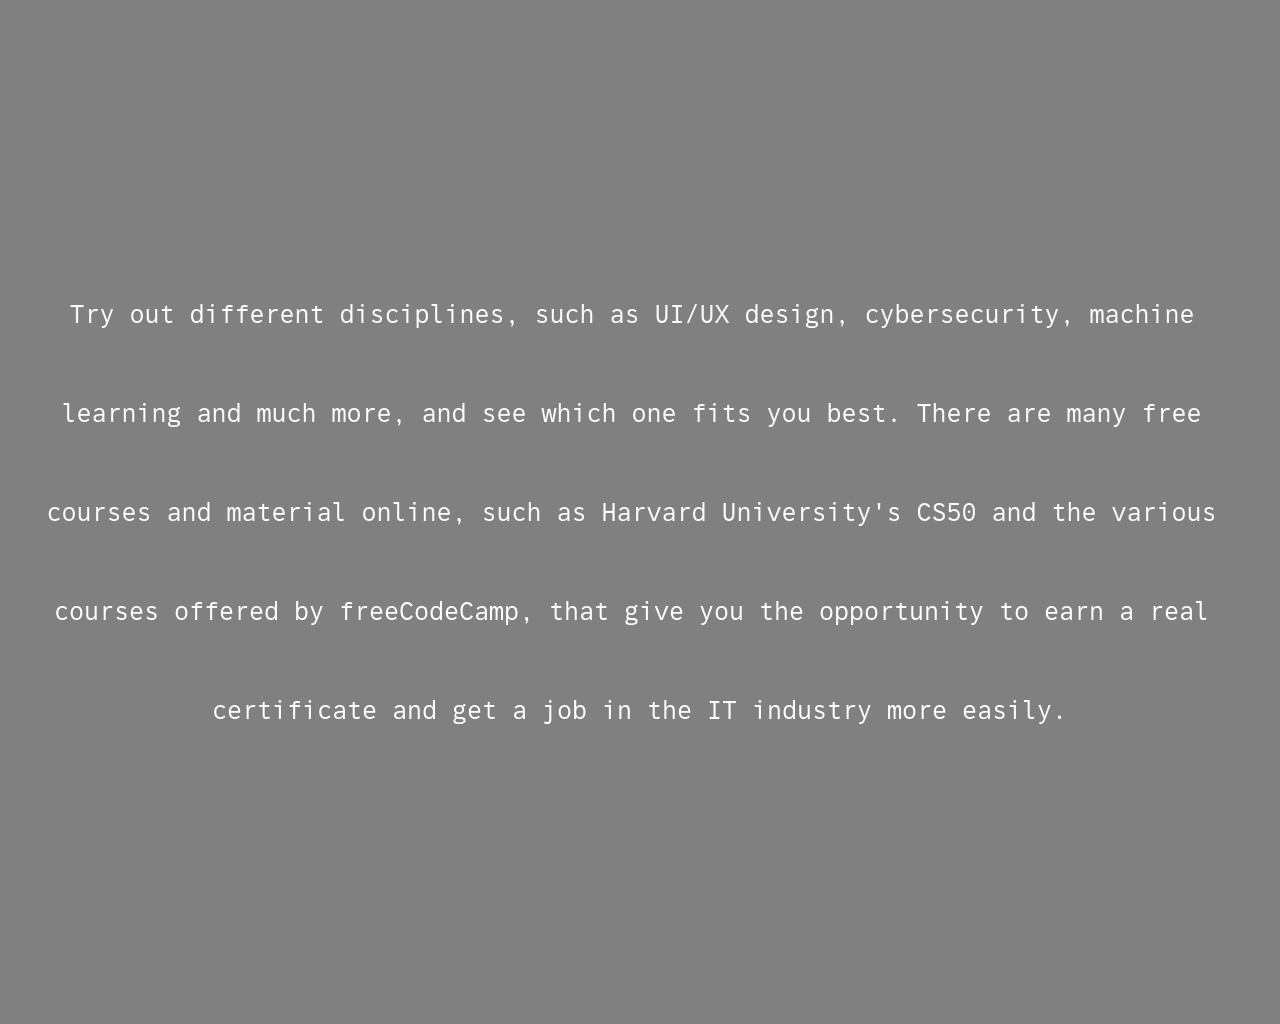 Try out different disciplines, such as UI/UX design, cybersecurity, machine
learning and much more, and see which one fits you best. There are many free
courses and material online, such as Harvard University's CS50 and the various
courses offered by freeCodeCamp, that give you the opportunity to earn a real
certificate and get a job in the IT industry more easily.